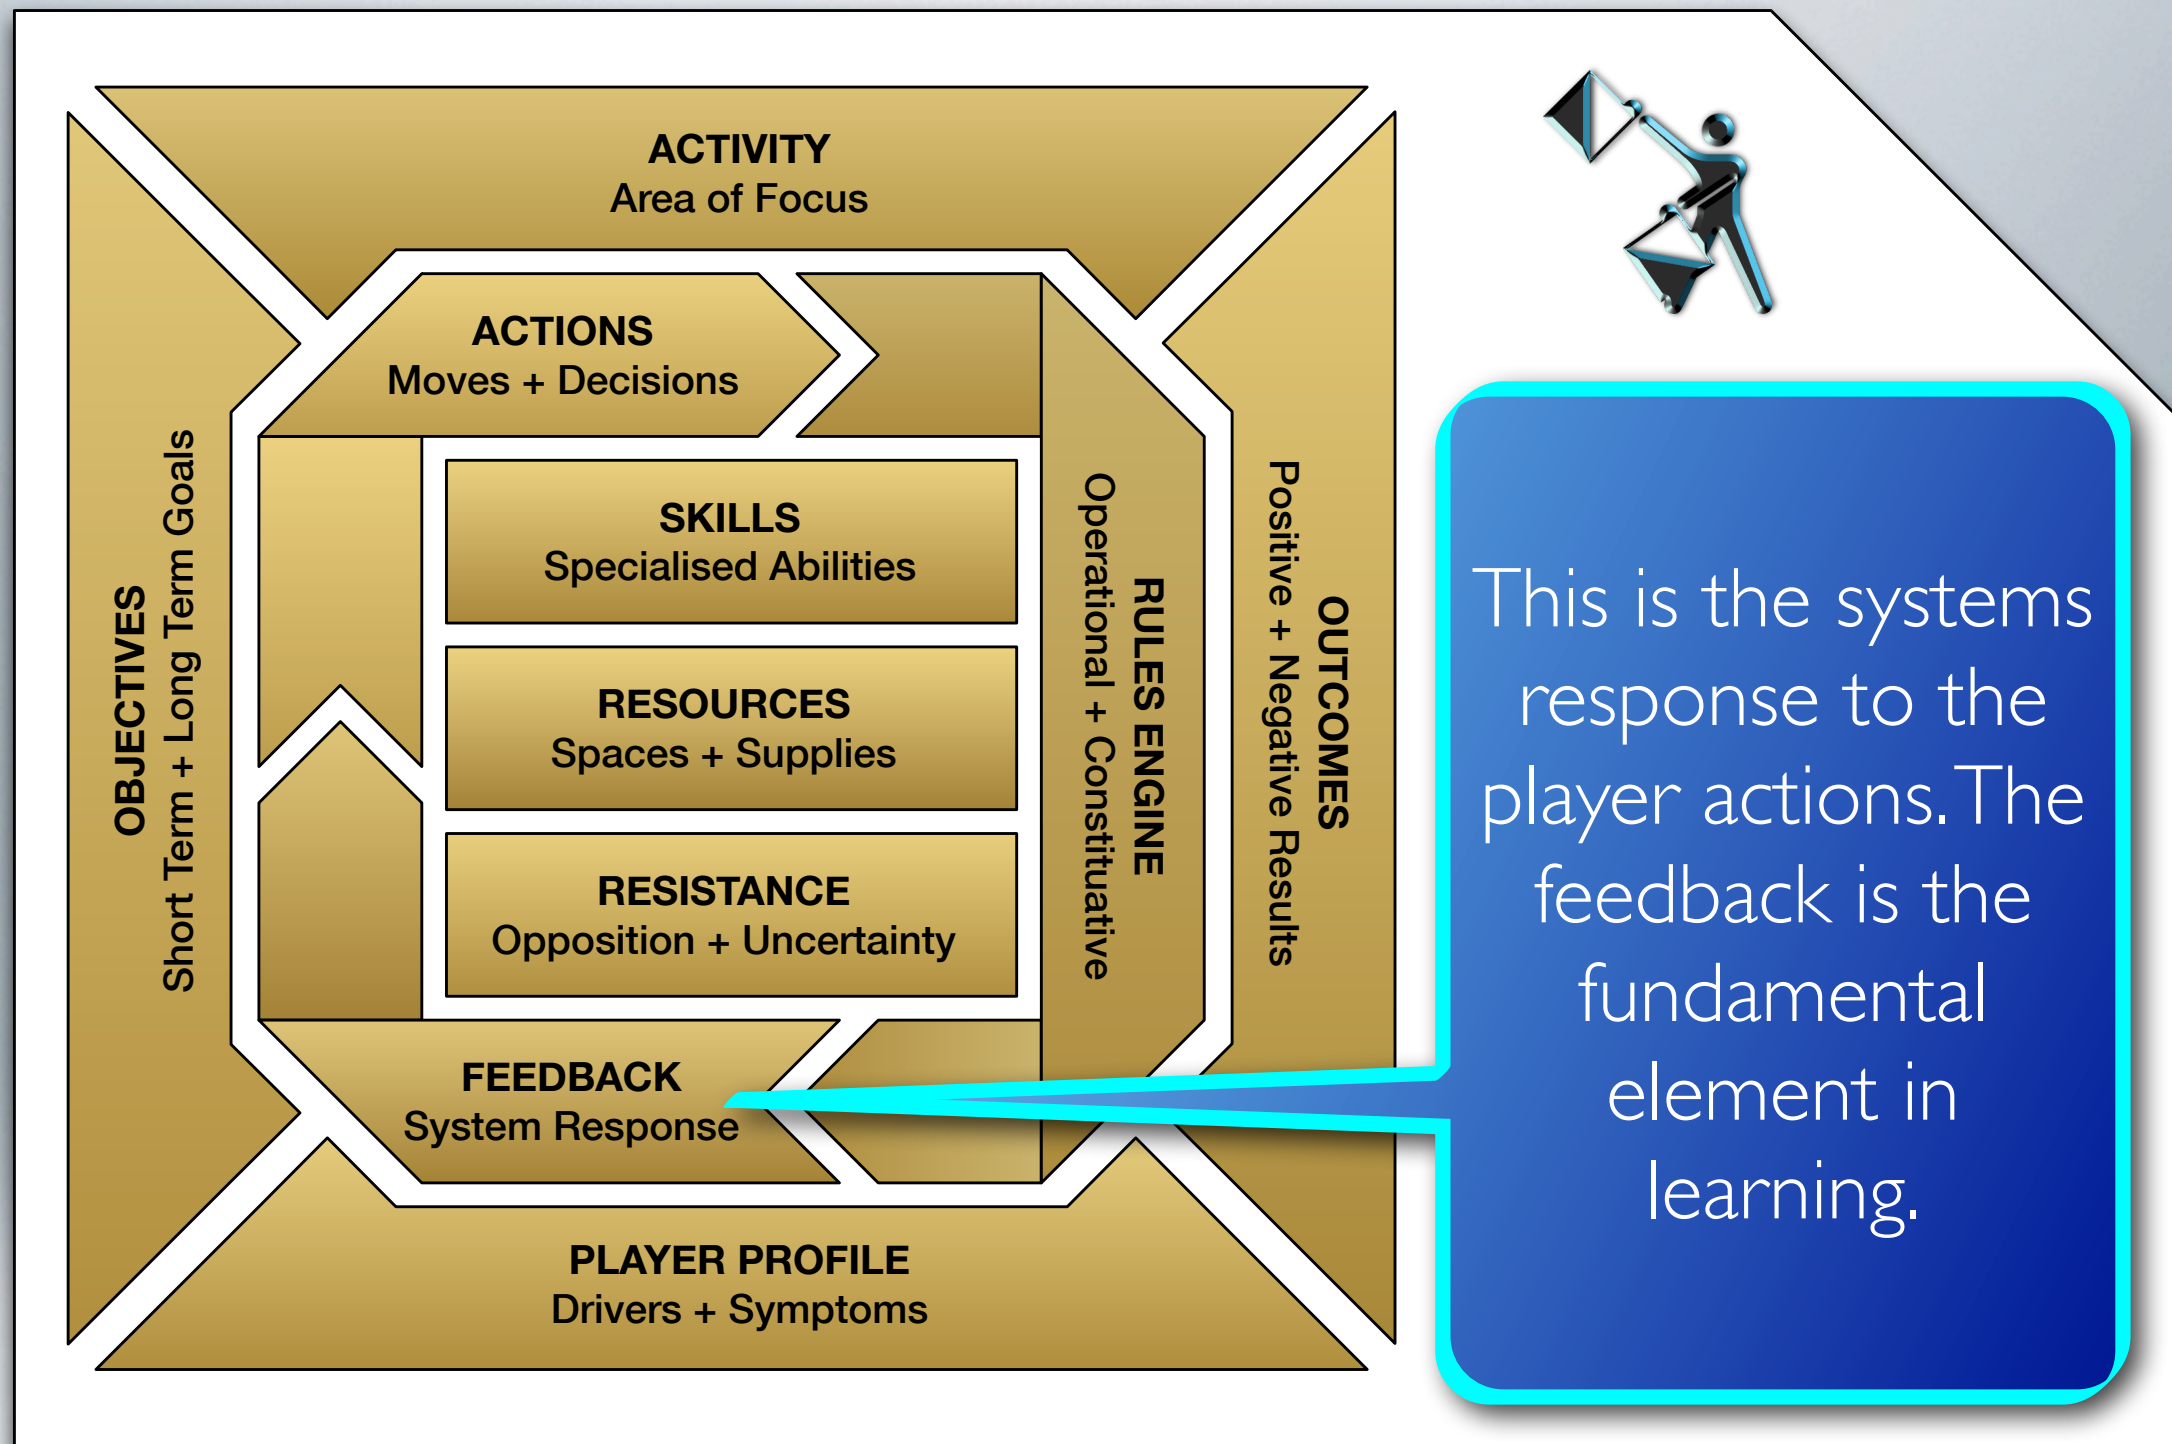 ACTIVITY
Area of Focus
ACTIONS
Moves + Decisions
SKILLS
Specialised Abilities
RESOURCES
Spaces + Supplies
RESISTANCE
Opposition + Uncertainty
FEEDBACK
System Response
PLAYER PROFILE
Drivers + Symptoms
OBJECTIVES
Short Term + Long Term Goals
RULES ENGINE
Operational + Constituative
OUTCOMES
Positive + Negative Results
This is the systems
response to the
player actions. The
feedback is the
fundamental
element in
learning.